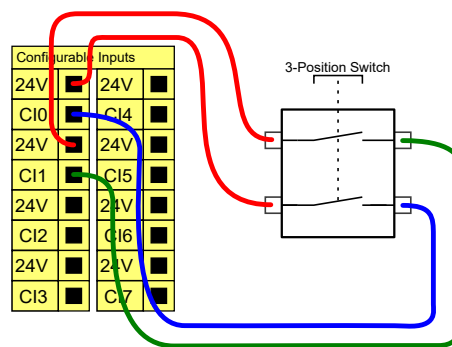 Configurable Inputs
3-Position Switch
24V 24V
CI0 CI4
24V 24V
CI1 CI5
24V 24V
CI2 CI6
24V 24V
CI3 CI7